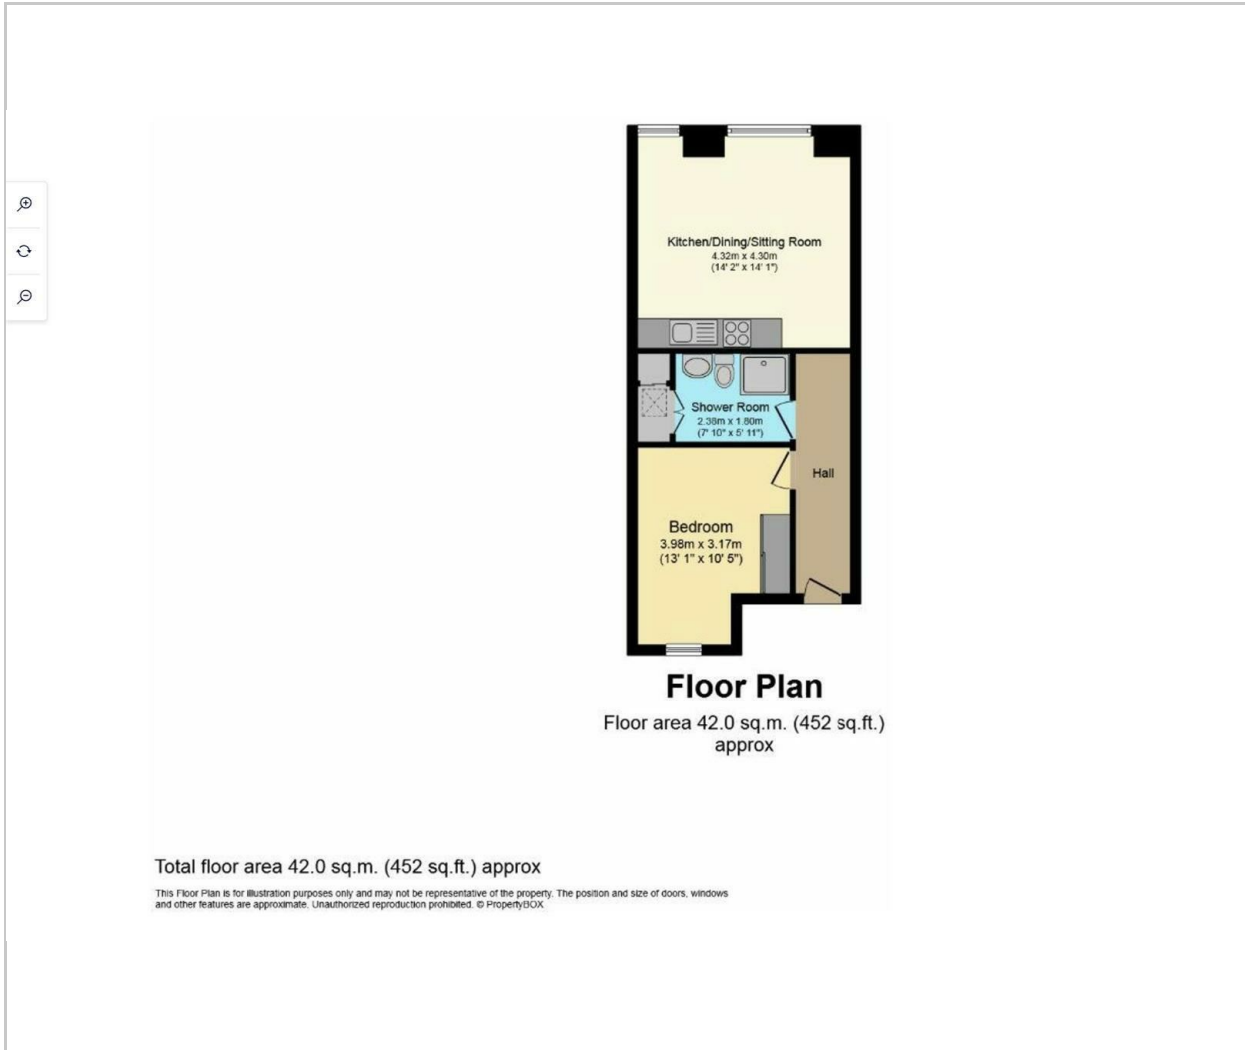 Kitchen/Dining/Sitting Room
4.32m x 4.30m
(14' 2" x 14' 1")
Shower Room
2.38m x 1.80m
(7' 10" x 5' 11")
Hall
Bedroom
3.98m x 3.17m
(13' 1" x 10' 5")
Floor Plan
Floor area 42.0 sq.m. (452 sq.ft.)
approx
Total floor area 42.0 sq.m. (452 sq.ft.) approx
This Floor Plan is for illustration purposes only and may not be representative of the property. The position and size of doors, windows
and other features are approximate. Unauthorized reproduction prohibited. © PropertyBOX